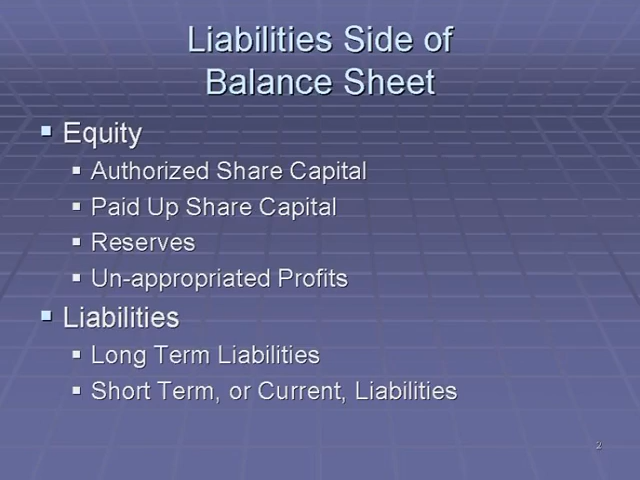 Liabilities Side of
Balance Sheet
Equity
Authorized Share Capital
Paid Up Share Capital
Reserves
Un-appropriated Profits
Liabilities
Long Term Liabilities
Short Term, or Current, Liabilities
2